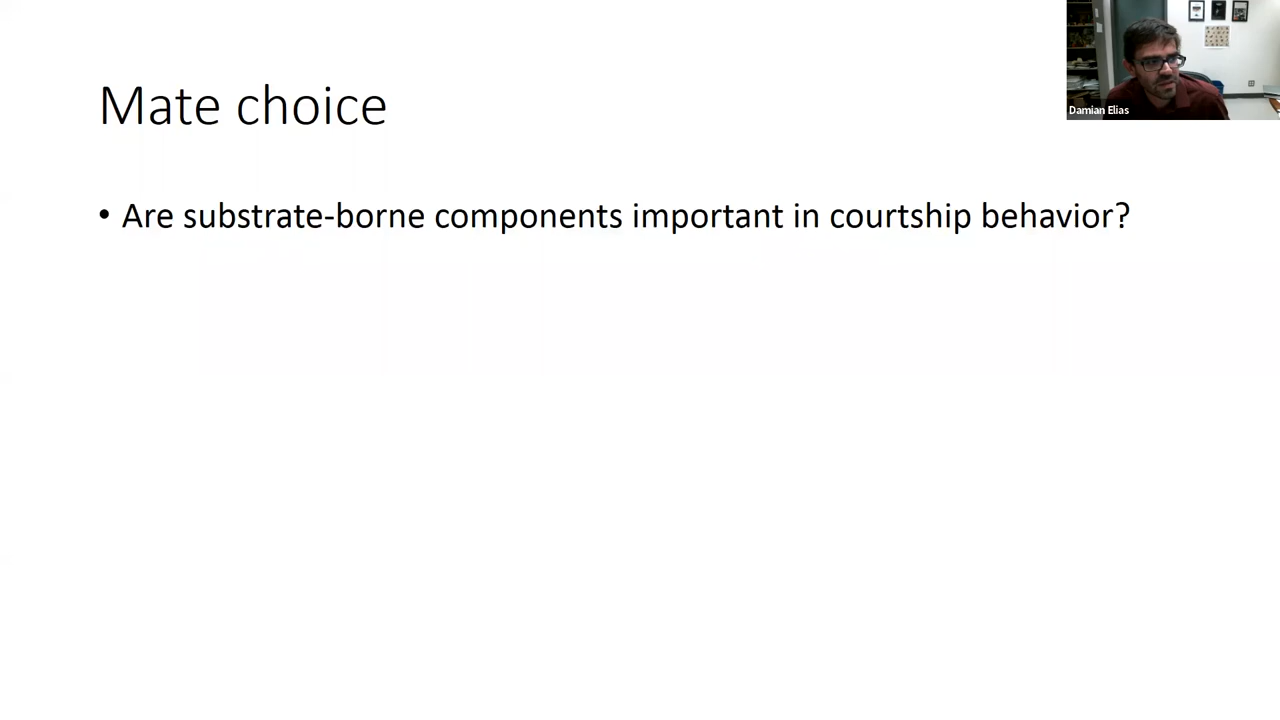 Mate choice
• Are substrate-borne components important in courtship behavior?
Damian Elias